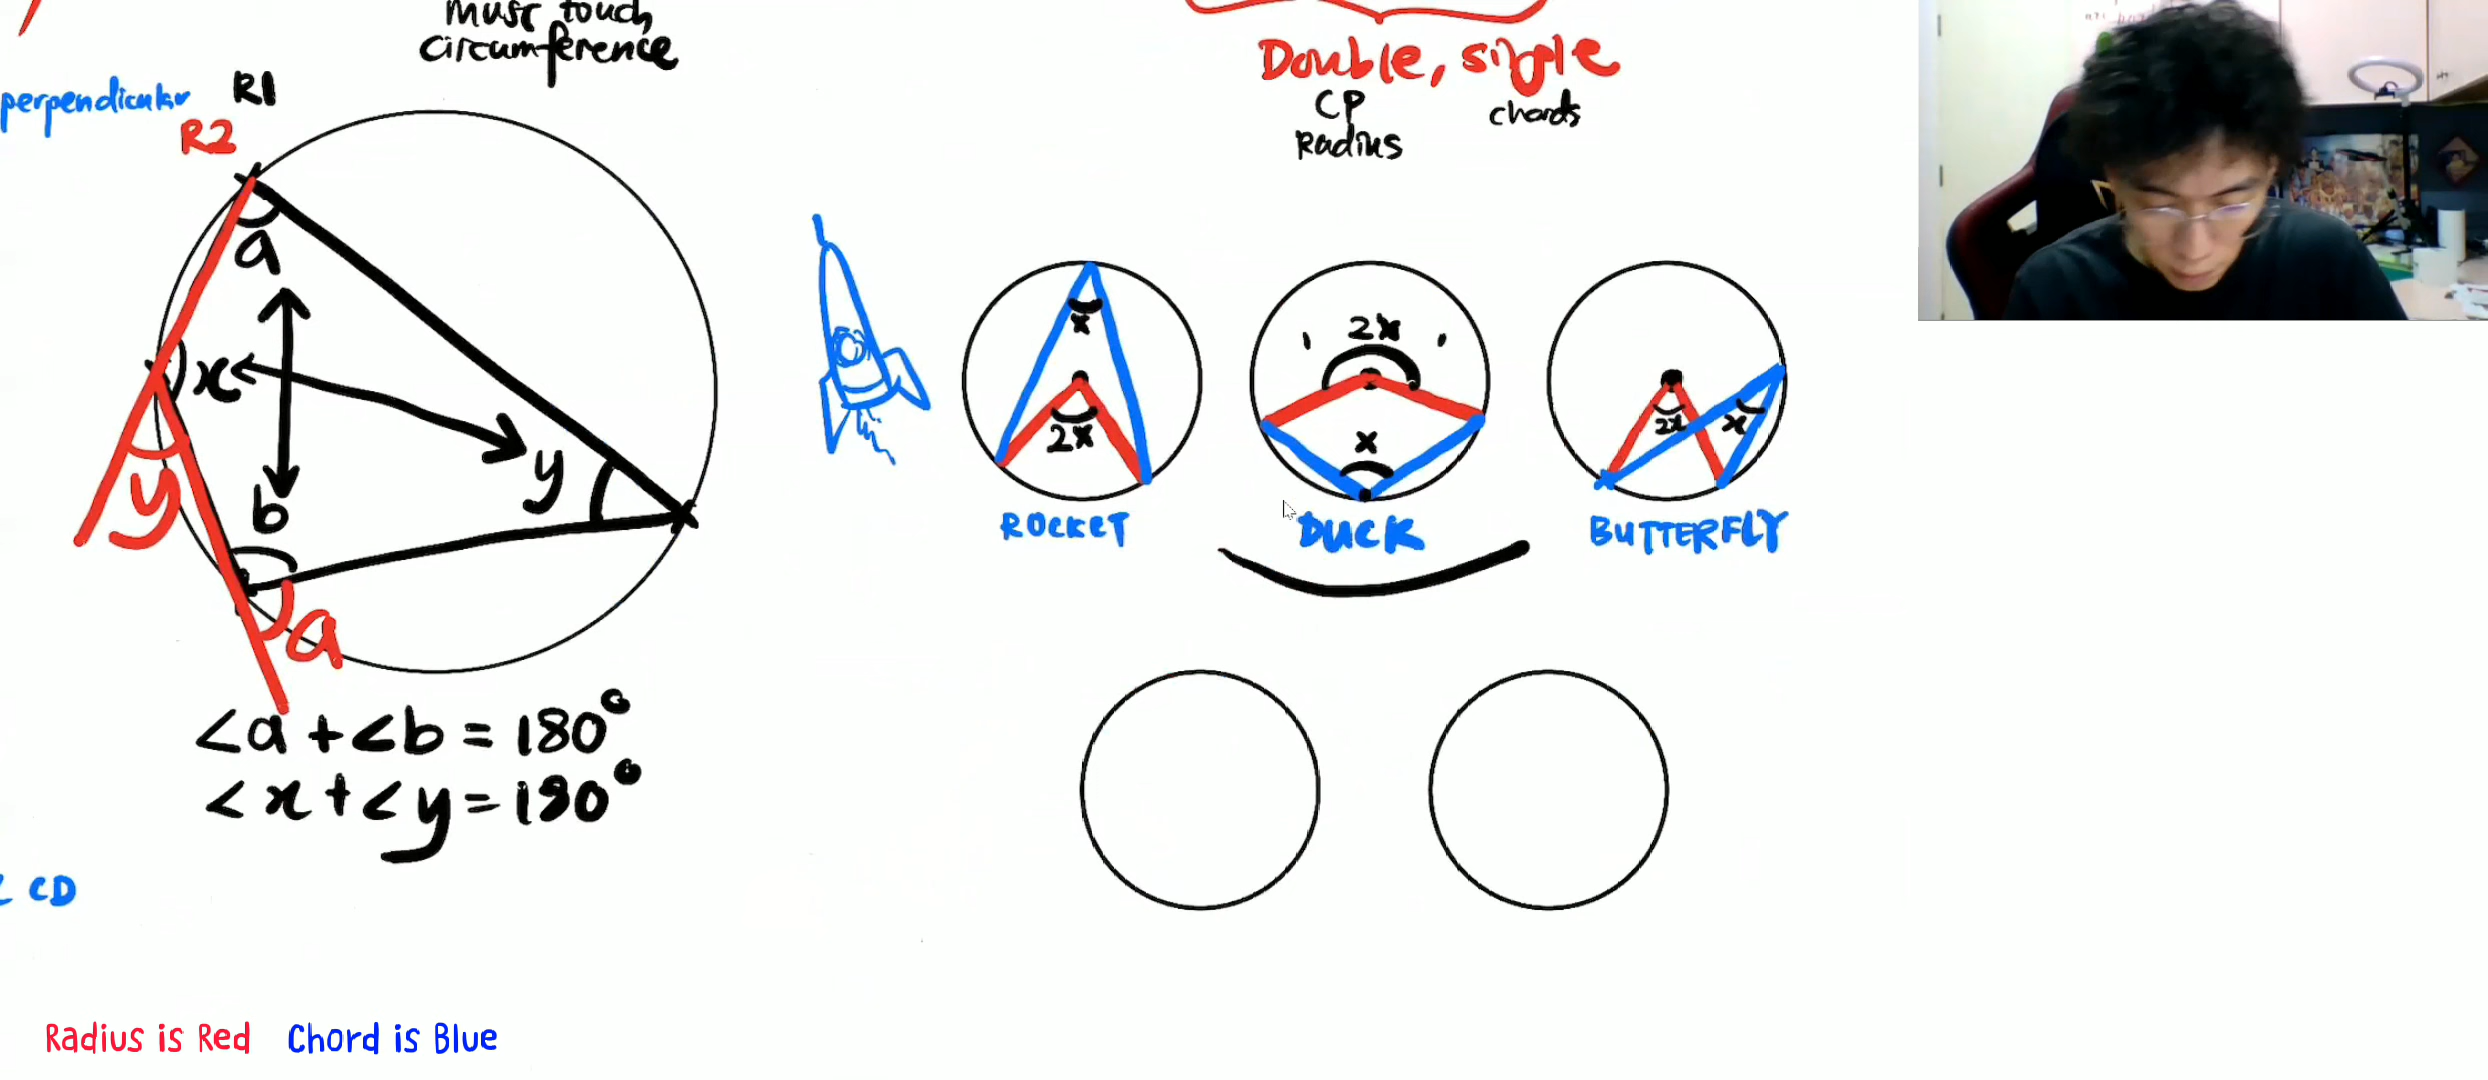 must touch
circumference
perpendicular
R1
R2
a
x
y
b
y
a
<a + <b = 180°
<x + <y = 180°
CD
Double, single
CP
Radius
chords
x
2x
ROCKET
2x
x
DUCK
2x
x
BUTTERFLY
Radius is Red Chord is Blue